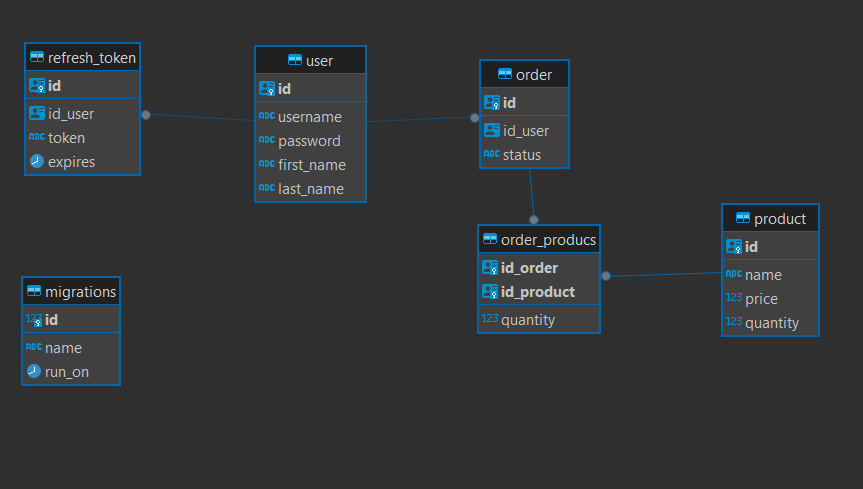 refresh_token
id
id_user
token
expires
user
id
ABC username
ABC password
ABC first_name
ABC last_name
order
id
id_user
ABC status
order_producs
id_order
id_product
123 quantity
product
id
ABC name
123 price
123 quantity
migrations
123 id
ABC name
run_on